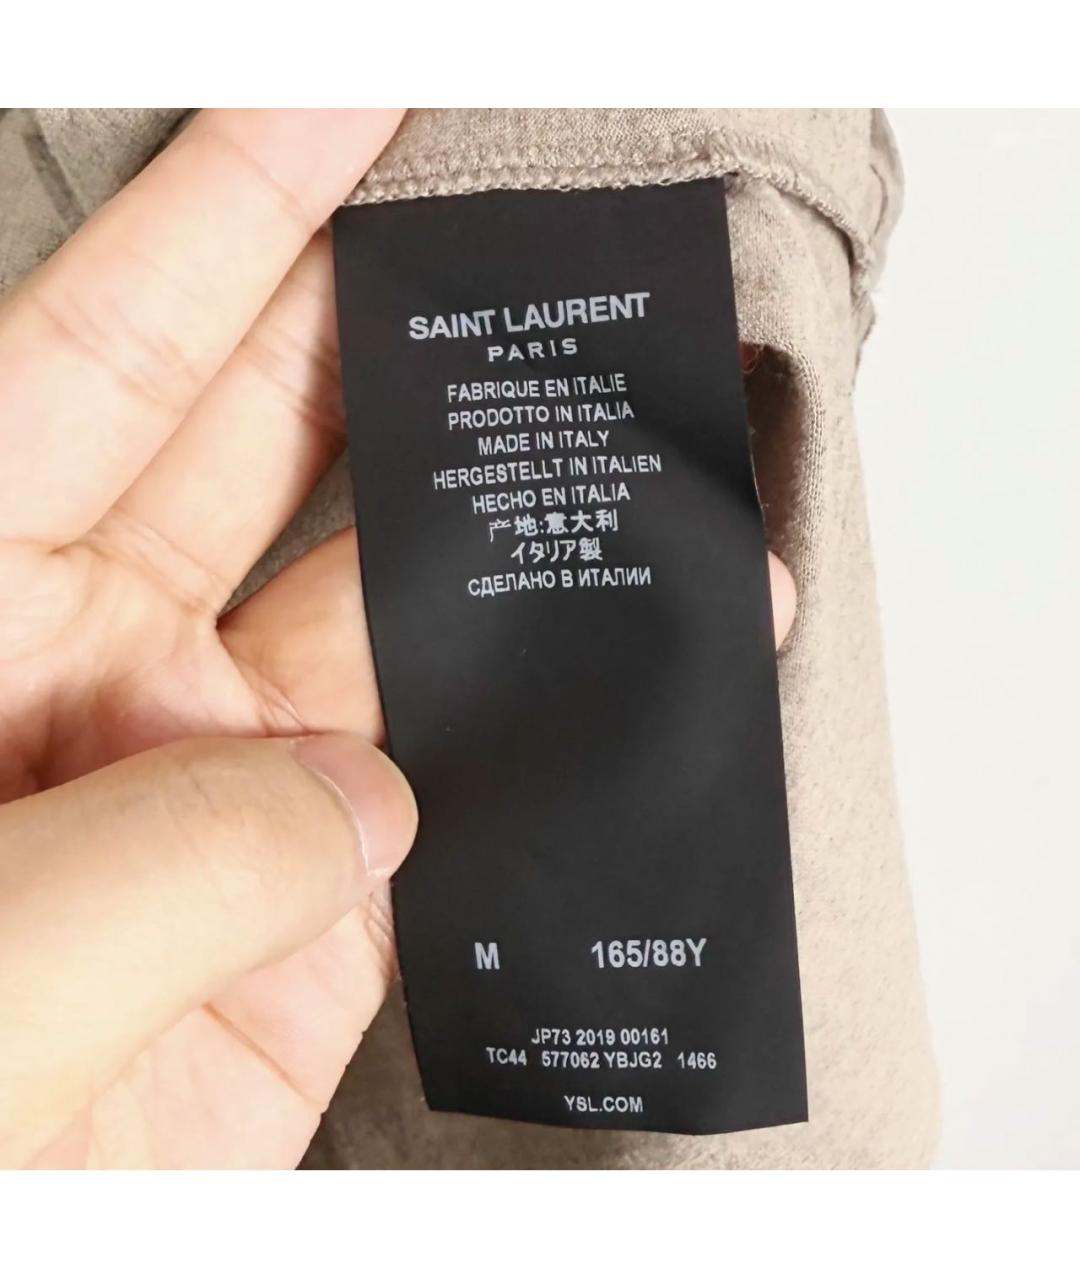 SAINT LAURENT
PARIS
FABRIQUE EN ITALIE
PRODOTTO IN ITALIA
MADE IN ITALY
HERGESTELLT IN ITALIEN
HECHO EN ITALIA
产地:意大利
イタリア製
СДЕЛАНО В ИТАЛИИ
M 165/88Y
JP73 2019 00161
TC44 577062 YBJG2 1466
YSL.COM